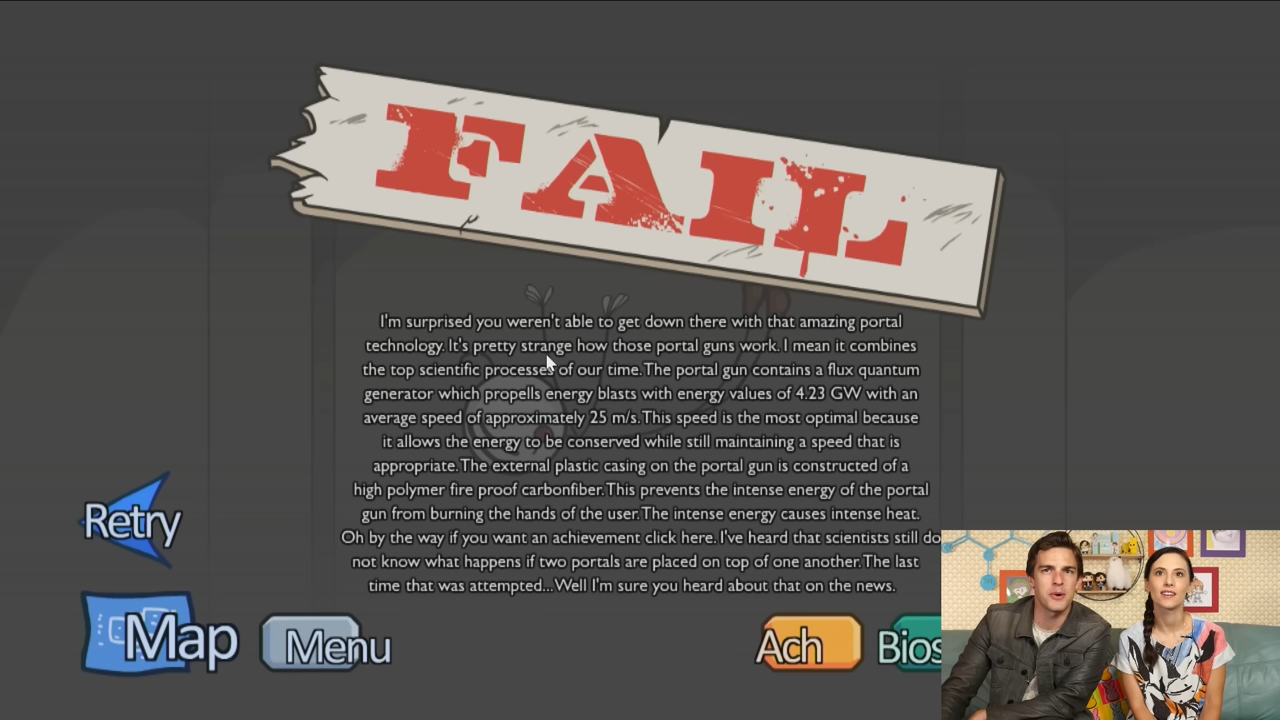 FAIL
I'm surprised you weren't able to get down there with that amazing portal
technology. It's pretty strange how those portal guns work. I mean it combines
the top scientific processes of our time. The portal gun contains a flux quantum
generator which propells energy blasts with energy values of 4.23 GW with an
average speed of approximately 25 m/s. This speed is the most optimal because
it allows the energy to be conserved while still maintaining a speed that is
appropriate. The external plastic casing on the portal gun is constructed of a
high polymer fire proof carbonfiber. This prevents the intense energy of the portal
gun from burning the hands of the user. The intense energy causes intense heat.
Oh by the way if you want an achievement click here. I've heard that scientists still do
not know what happens if two portals are placed on top of one another. The last
time that was attempted... Well I'm sure you heard about that on the news.
Retry
Map
Menu
Ach
Bios